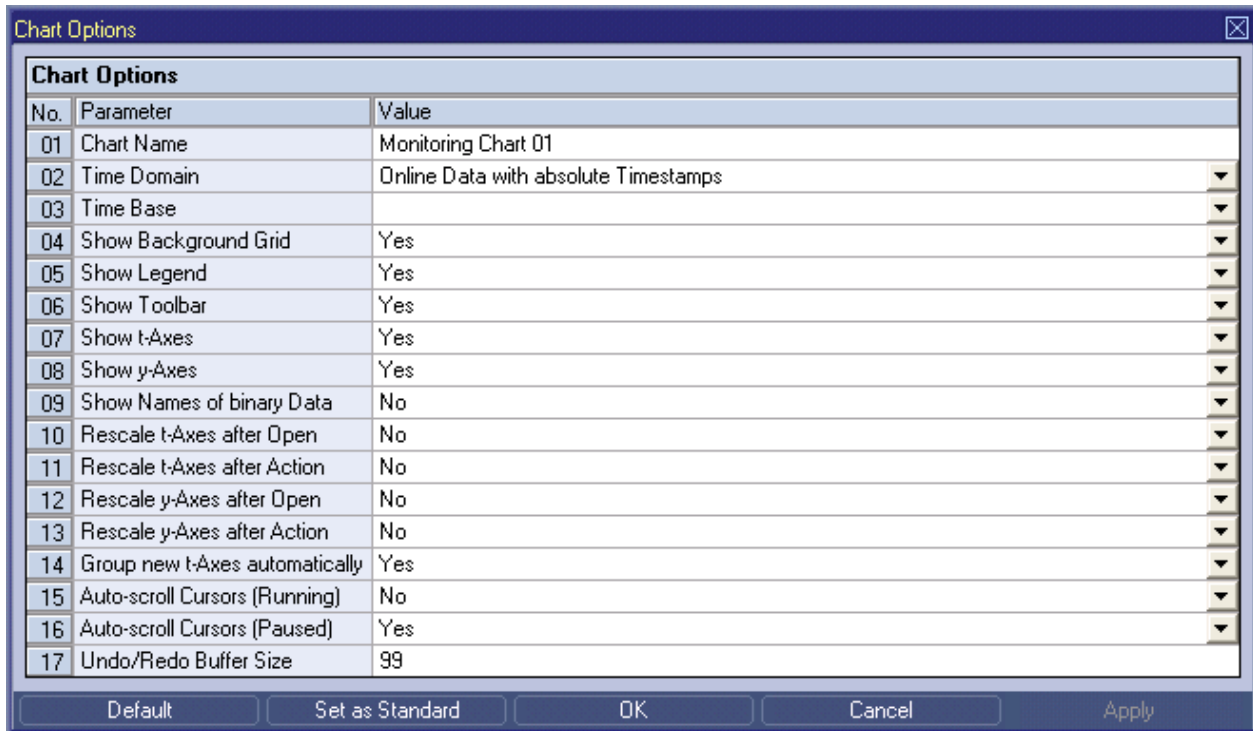 Chart Options
Chart Options
No. Parameter Value
01 Chart Name Monitoring Chart 01
02 Time Domain Online Data with absolute Timestamps
03 Time Base
04 Show Background Grid Yes
05 Show Legend Yes
06 Show Toolbar Yes
07 Show t-Axes Yes
08 Show y-Axes Yes
09 Show Names of binary Data No
10 Rescale t-Axes after Open No
11 Rescale t-Axes after Action No
12 Rescale y-Axes after Open No
13 Rescale y-Axes after Action No
14 Group new t-Axes automatically Yes
15 Auto-scroll Cursors (Running) No
16 Auto-scroll Cursors (Paused) Yes
17 Undo/Redo Buffer Size 99
Default Set as Standard OK Cancel Apply